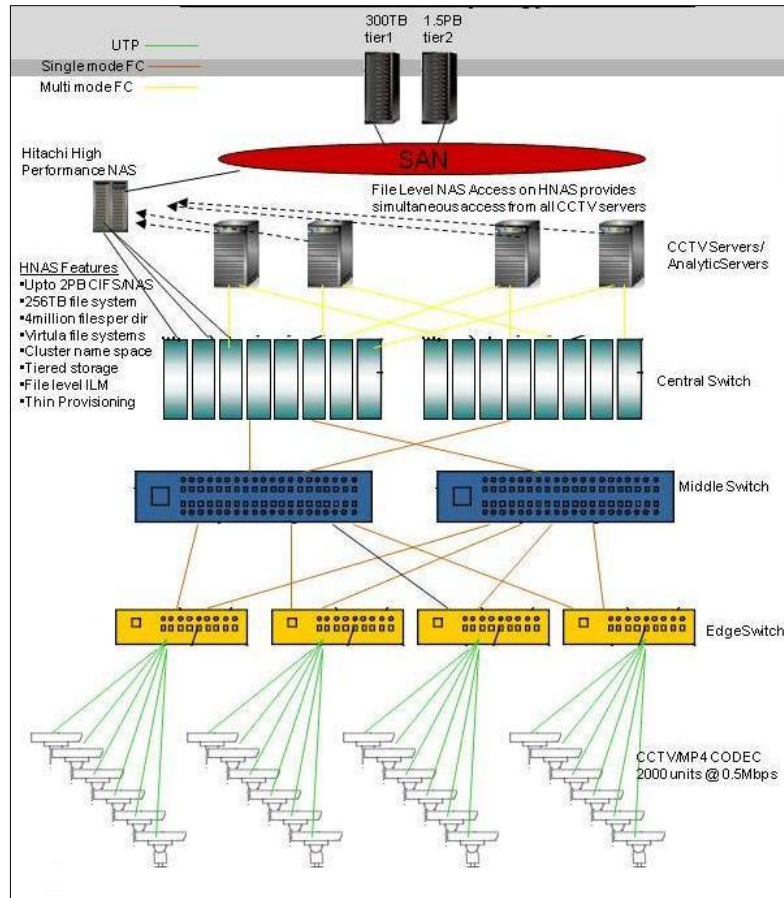 300TB 1.5PB
tier1 tier2
UTP
Single mode FC
Multi mode FC
SAN
Hitachi High
Performance NAS
File Level NAS Access on HNAS provides
simultaneous access from all CCTV servers
CCTV Servers/
Analytic Servers
HNAS Features
▪Upto 2PB CIFS/NAS
▪256TB file system
▪4million files per dir
▪Virtula file systems
▪Cluster name space
▪Tiered storage
▪File level ILM
▪Thin Provisioning
Central Switch
Middle Switch
EdgeSwitch
CCTV/MP4 CODEC
2000 units @ 0.5Mbps